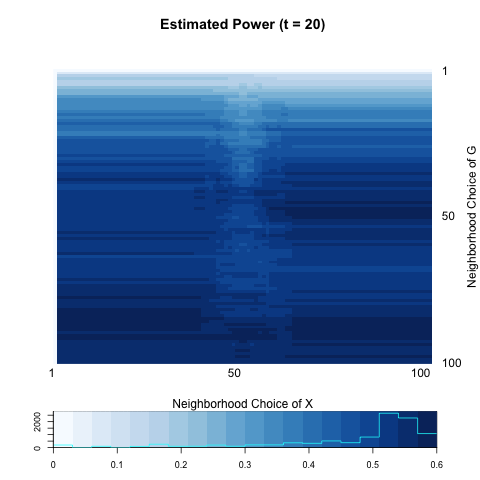 Estimated Power (t = 20)
1
50
100
Neighborhood Choice of G
1 50 100
Neighborhood Choice of X
0 2000
0 0.1 0.2 0.3 0.4 0.5 0.6